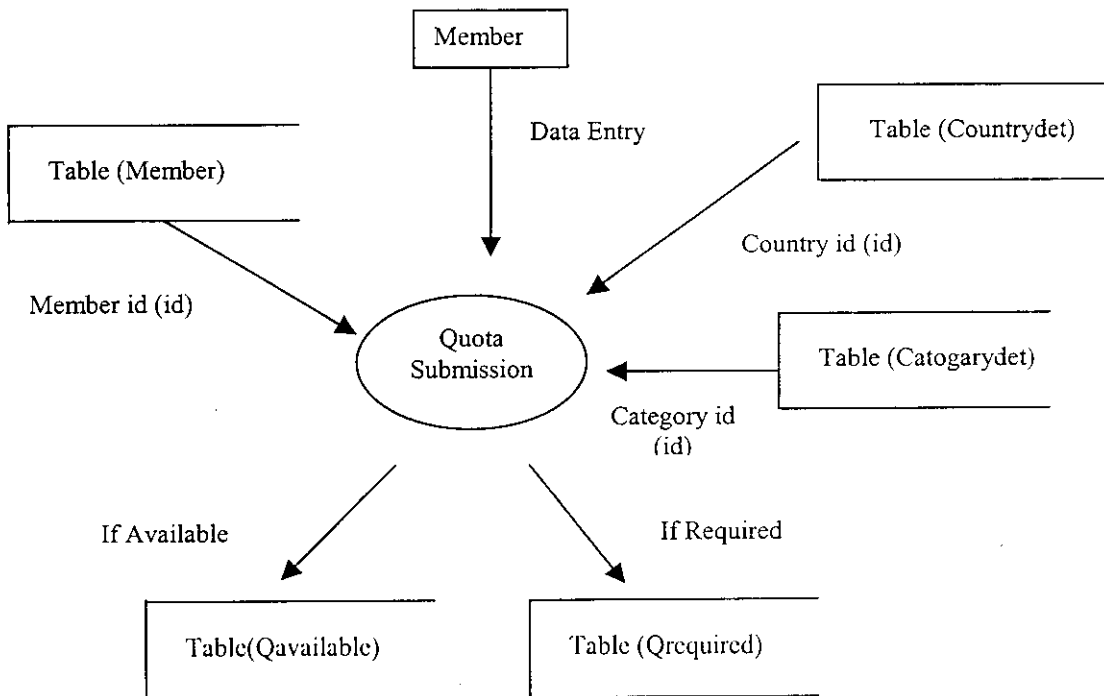 Member
Data Entry
Table (Countrydet)
Table (Member)
Country id (id)
Member id (id)
Quota
Submission
Table (Catogarydet)
Category id
(id)
If Available
If Required
Table(Qavailable)
Table (Qrequired)